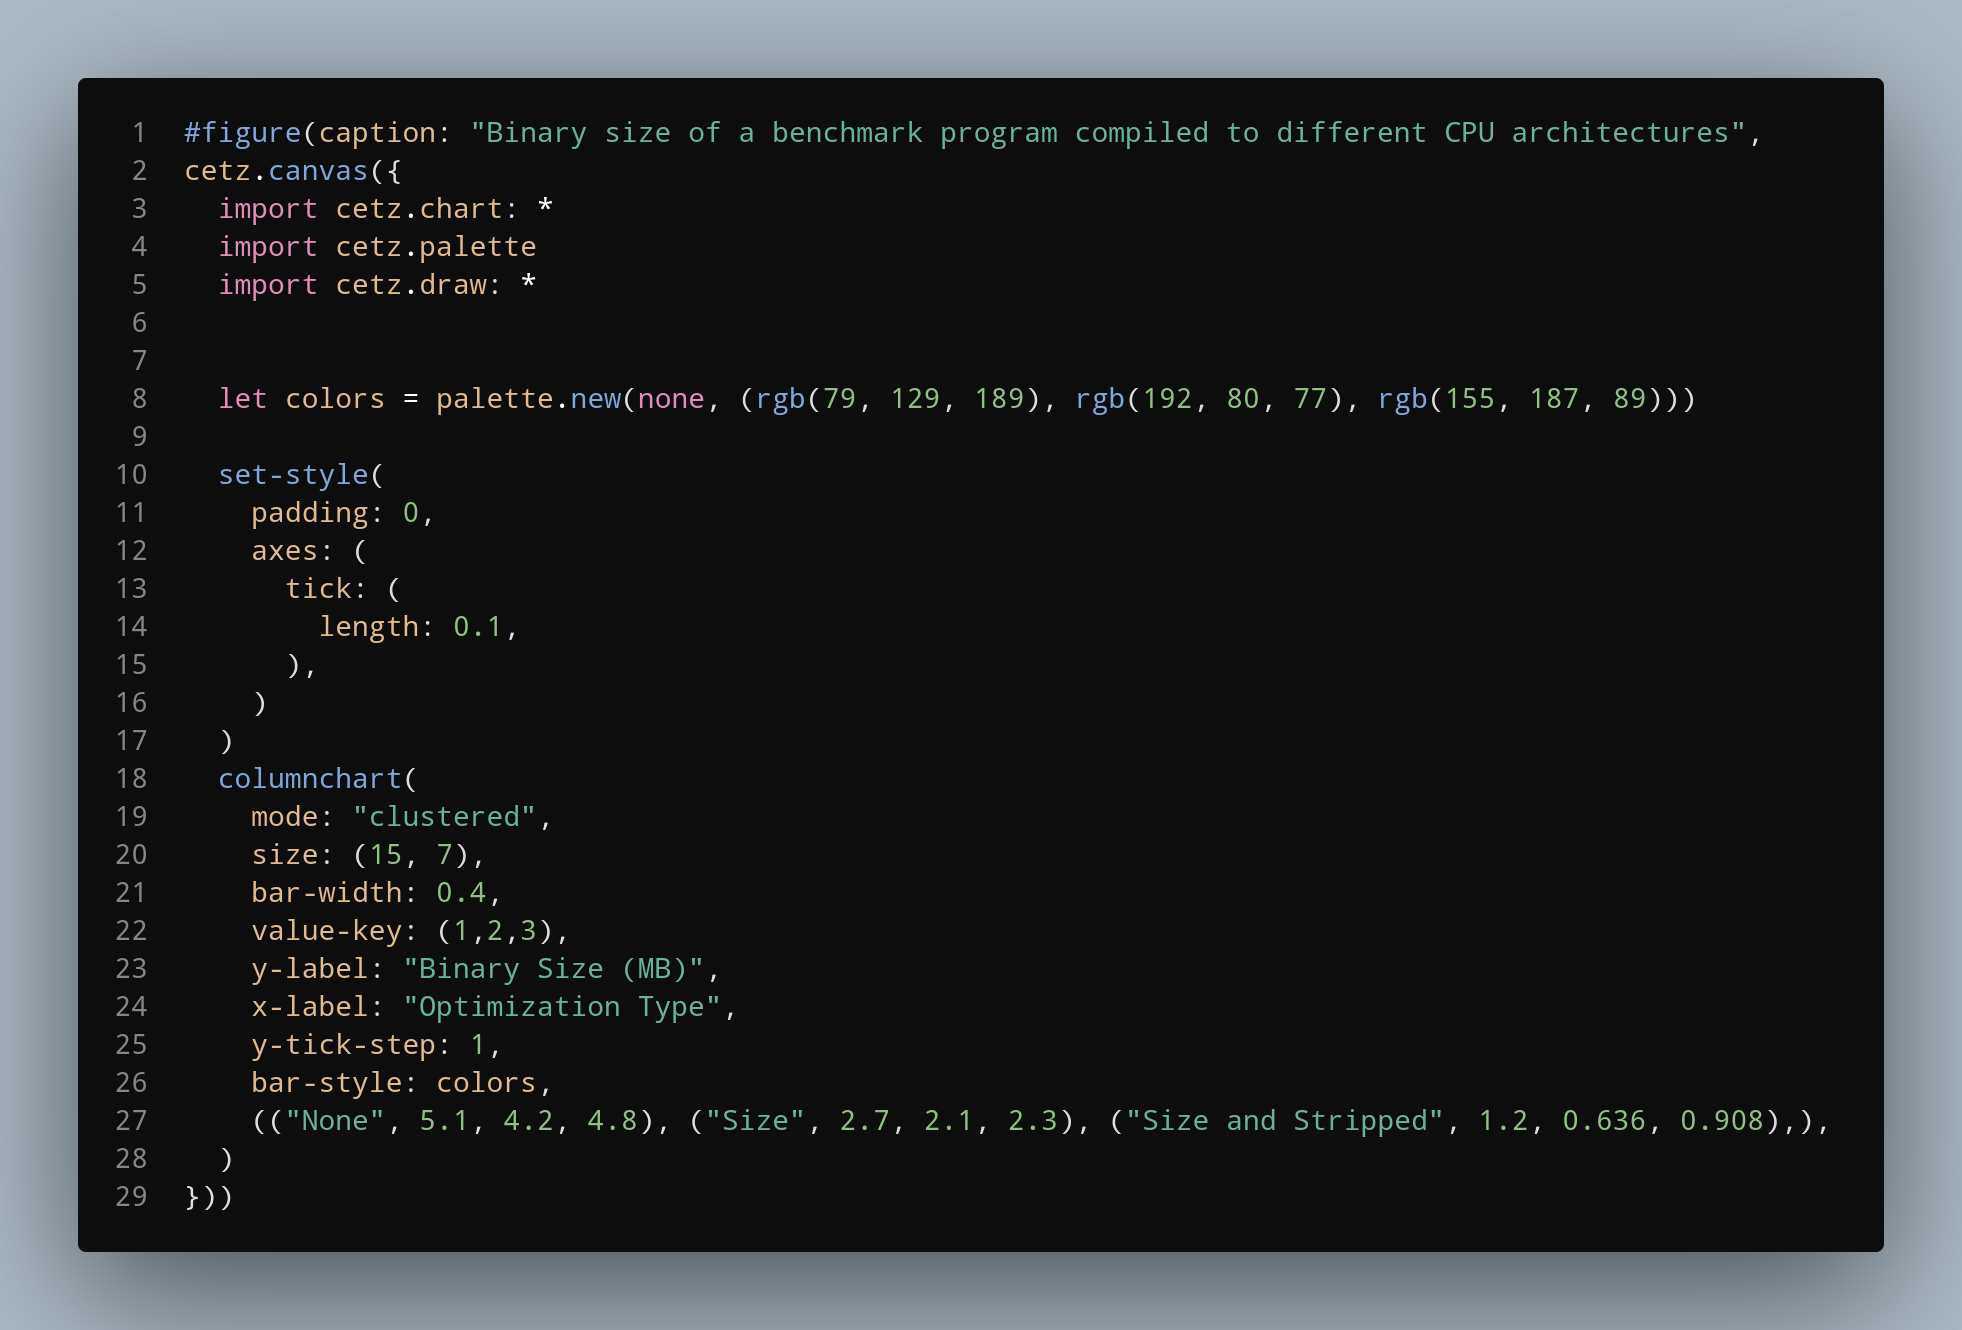 1 #figure(caption: "Binary size of a benchmark program compiled to different CPU architectures",
2 cetz.canvas({
3   import cetz.chart: *
4   import cetz.palette
5   import cetz.draw: *
6
7
8   let colors = palette.new(none, (rgb(79, 129, 189), rgb(192, 80, 77), rgb(155, 187, 89)))
9
10   set-style(
11     padding: 0,
12     axes: (
13       tick: (
14         length: 0.1,
15       ),
16     )
17   )
18   columnchart(
19     mode: "clustered",
20     size: (15, 7),
21     bar-width: 0.4,
22     value-key: (1,2,3),
23     y-label: "Binary Size (MB)",
24     x-label: "Optimization Type",
25     y-tick-step: 1,
26     bar-style: colors,
27     (("None", 5.1, 4.2, 4.8), ("Size", 2.7, 2.1, 2.3), ("Size and Stripped", 1.2, 0.636, 0.908),),
28   )
29 }))